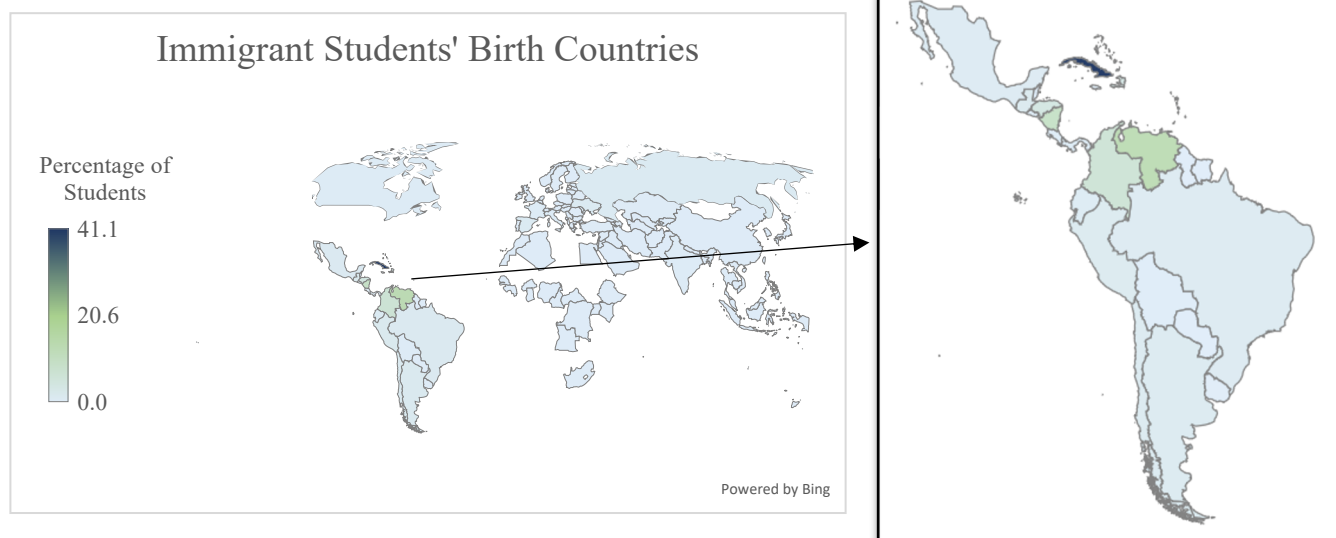 Immigrant Students' Birth Countries
Percentage of
Students
41.1
20.6
0.0
Powered by Bing